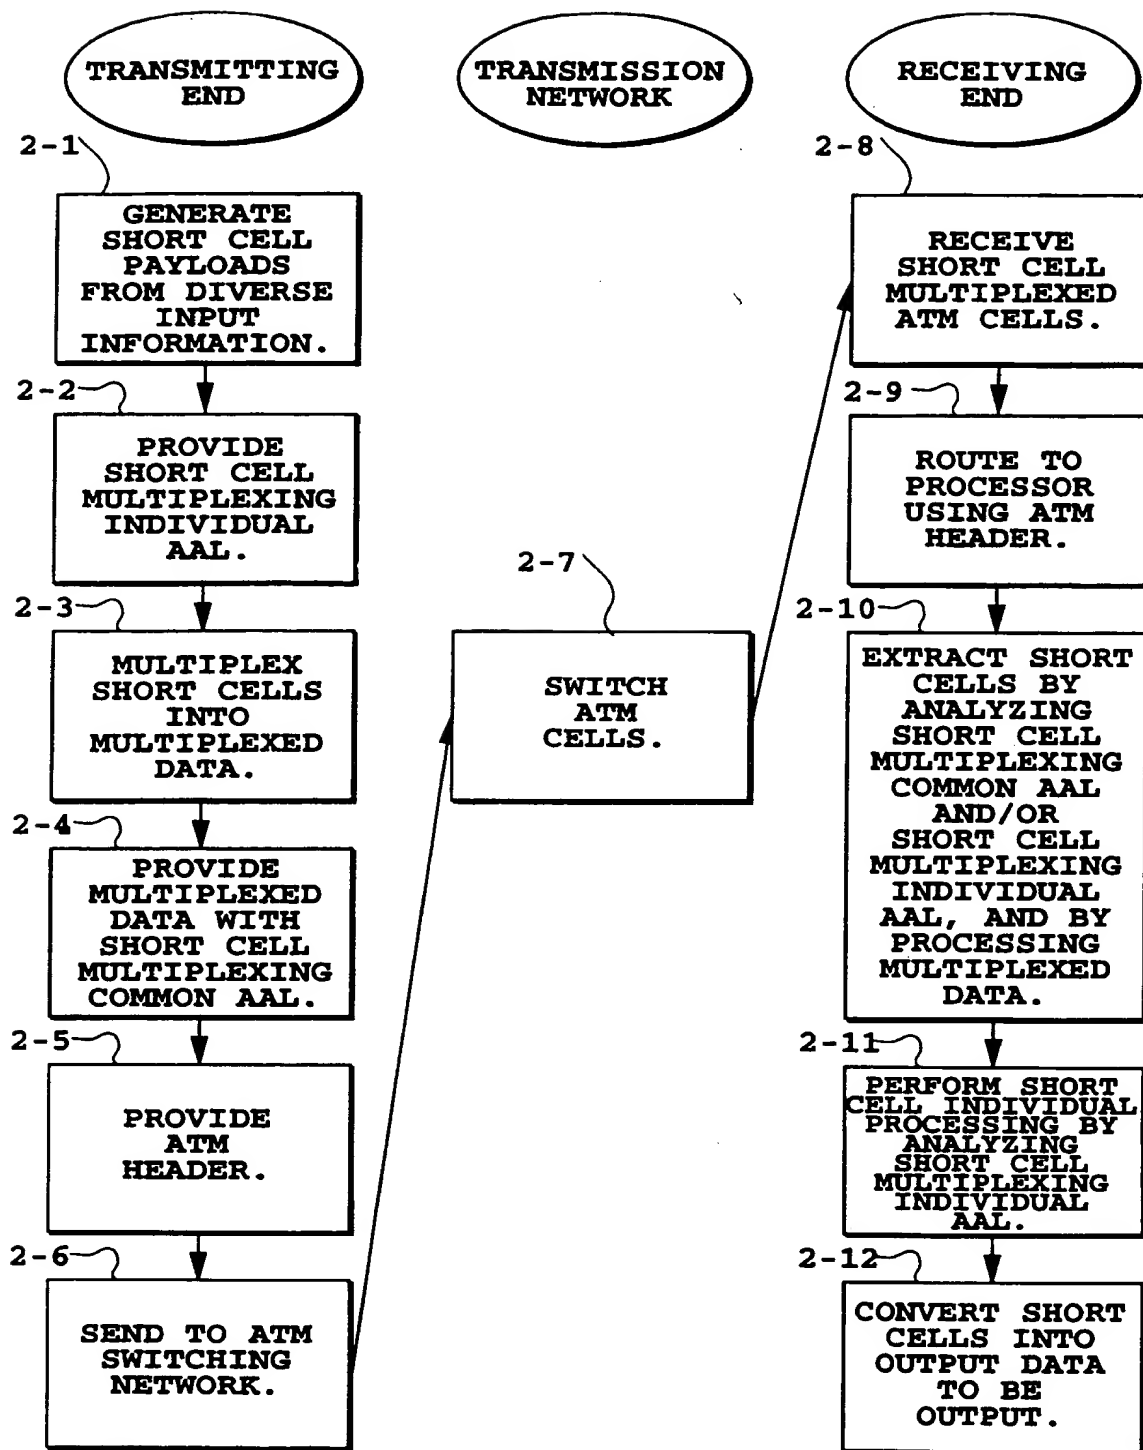 TRANSMITTING
END
2-1
GENERATE
SHORT CELL
PAYLOADS
FROM DIVERSE
INPUT
INFORMATION.
2-2
PROVIDE
SHORT CELL
MULTIPLEXING
INDIVIDUAL
AAL.
2-3
MULTIPLEX
SHORT CELLS
INTO
MULTIPLEXED
DATA.
2-4
PROVIDE
MULTIPLEXED
DATA WITH
SHORT CELL
MULTIPLEXING
COMMON AAL.
2-5
PROVIDE
ATM
HEADER.
2-6
SEND TO ATM
SWITCHING
NETWORK.
TRANSMISSION
NETWORK
2-7
SWITCH
ATM
CELLS.
RECEIVING
END
2-8
RECEIVE
SHORT CELL
MULTIPLEXED
ATM CELLS.
2-9
ROUTE TO
PROCESSOR
USING ATM
HEADER.
2-10
EXTRACT SHORT
CELLS BY
ANALYZING
SHORT CELL
MULTIPLEXING
COMMON AAL
AND/OR
SHORT CELL
MULTIPLEXING
INDIVIDUAL
AAL, AND BY
PROCESSING
MULTIPLEXED
DATA.
2-11
PERFORM SHORT
CELL INDIVIDUAL
PROCESSING BY
ANALYZING
SHORT CELL
MULTIPLEXING
INDIVIDUAL
AAL.
2-12
CONVERT SHORT
CELLS INTO
OUTPUT DATA
TO BE
OUTPUT.